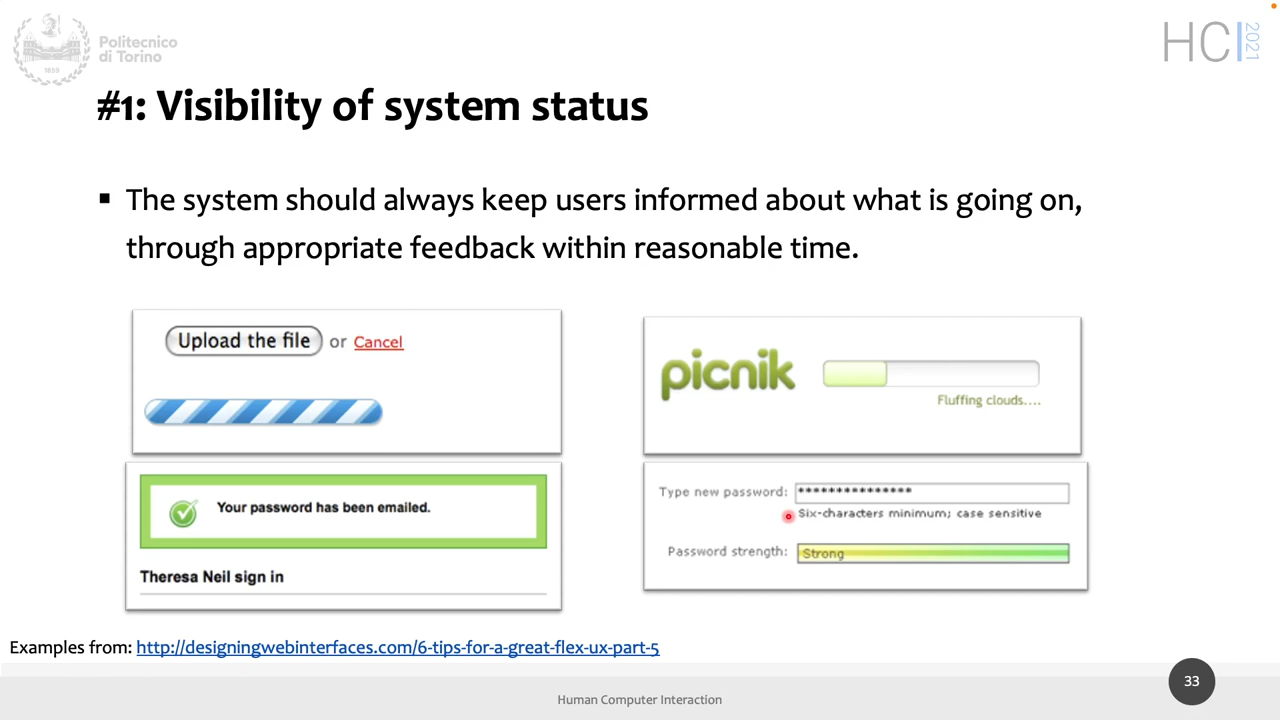 Politecnico
di Torino
1859
HCI 2021
#1: Visibility of system status
▪ The system should always keep users informed about what is going on,
through appropriate feedback within reasonable time.
Upload the file or Cancel
picnik
Fluffing clouds....
Your password has been emailed.
Theresa Neil sign in
Type new password: ***************
Six-characters minimum; case sensitive
Password strength: Strong
Examples from: http://designingwebinterfaces.com/6-tips-for-a-great-flex-ux-part-5
Human Computer Interaction
33